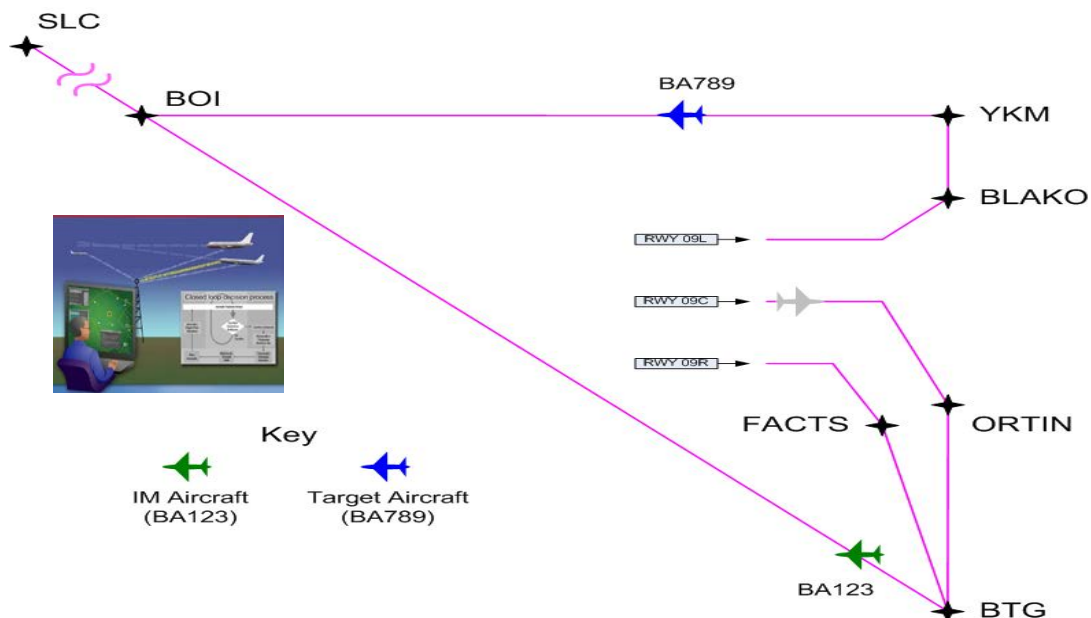 SLC
BA789
BOI
YKM
BLAKO
RWY 09L
RWY 09C
RWY 09R
Closed loop decision process
FACTS
ORTIN
Key
IM Aircraft
(BA123)
Target Aircraft
(BA789)
BA123
BTG